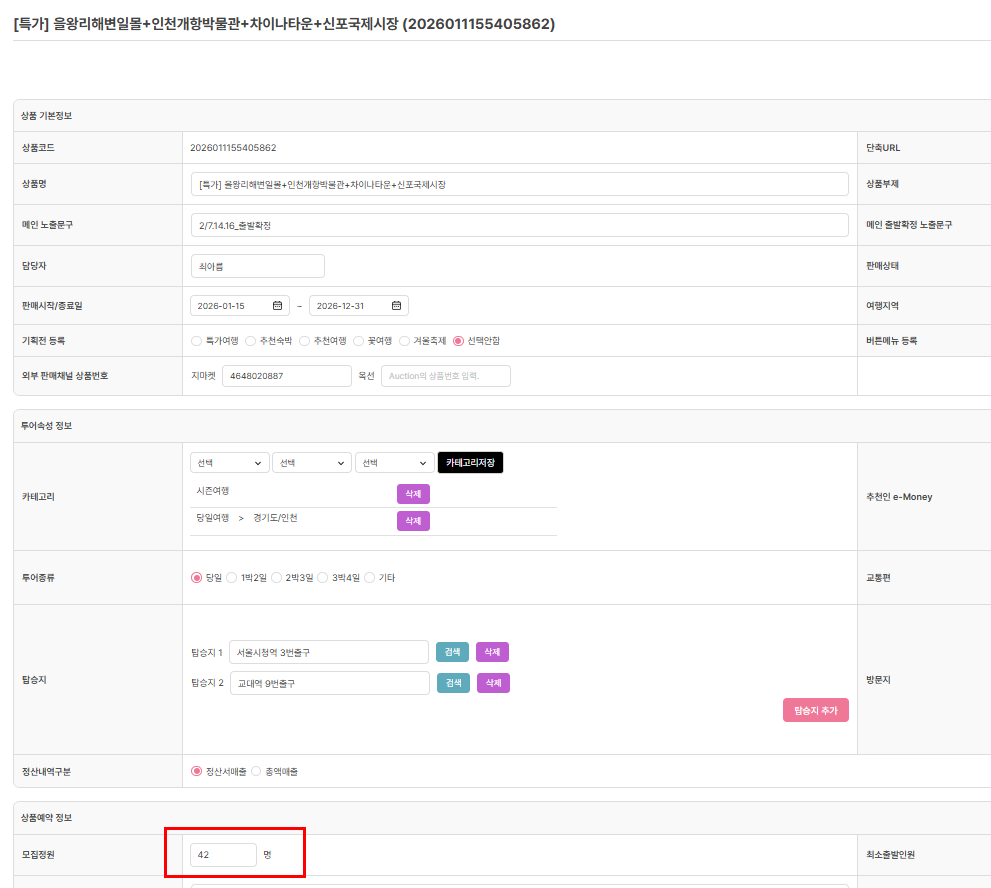 [특가] 을왕리해변일몰+인천개항박물관+차이나타운+신포국제시장 (2026011155405862)
상품 기본정보
상품코드 2026011155405862 단축URL
상품명 [특가] 을왕리해변일몰+인천개항박물관+차이나타운+신포국제시장 상품부제
메인 노출문구 2/7.14.16_출발확정 메인 출발확정 노출문구
담당자 최아름 판매상태
판매시작/종료일 2026-01-15 ~ 2026-12-31 여행지역
기획전 등록 특가여행 추천숙박 추천여행 꽃여행 겨울축제 선택안함 버튼메뉴 등록
외부 판매채널 상품번호 지마켓 4648020887 옥션 Auction의 상품번호 입력.
투어속성 정보
선택 선택 선택 카테고리저장
시즌여행 삭제
카테고리 추천인 e-Money
당일여행 > 경기도/인천 삭제
투어종류 당일 1박2일 2박3일 3박4일 기타 교통편
탑승지 1 서울시청역 3번출구 검색 삭제
탑승지 방문지
탑승지 2 교대역 9번출구 검색 삭제
탑승지 추가
정산내역구분 정산서매출 총액매출
상품예약 정보
모집정원 42 명 최소출발인원